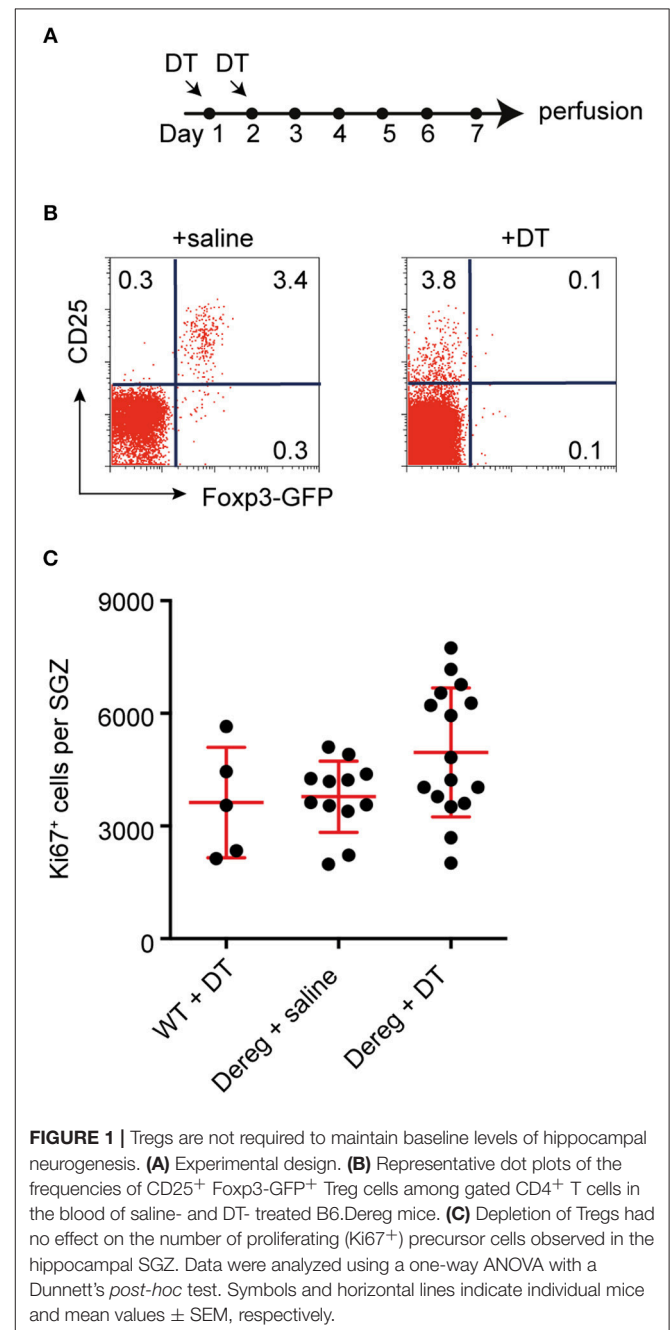 A
DT DT
perfusion
Day 1 2 3 4 5 6 7
B
+saline
+DT
0.3 3.4
3.8 0.1
CD25
0.3
0.1
Foxp3-GFP
C
9000
6000
3000
0
Ki67+ cells per SGZ
WT + DT
Dereg + saline
Dereg + DT
FIGURE 1 | Tregs are not required to maintain baseline levels of hippocampal
neurogenesis. (A) Experimental design. (B) Representative dot plots of the
frequencies of CD25+ Foxp3-GFP+ Treg cells among gated CD4+ T cells in
the blood of saline- and DT- treated B6.Dereg mice. (C) Depletion of Tregs had
no effect on the number of proliferating (Ki67+) precursor cells observed in the
hippocampal SGZ. Data were analyzed using a one-way ANOVA with a
Dunnett's post-hoc test. Symbols and horizontal lines indicate individual mice
and mean values ± SEM, respectively.